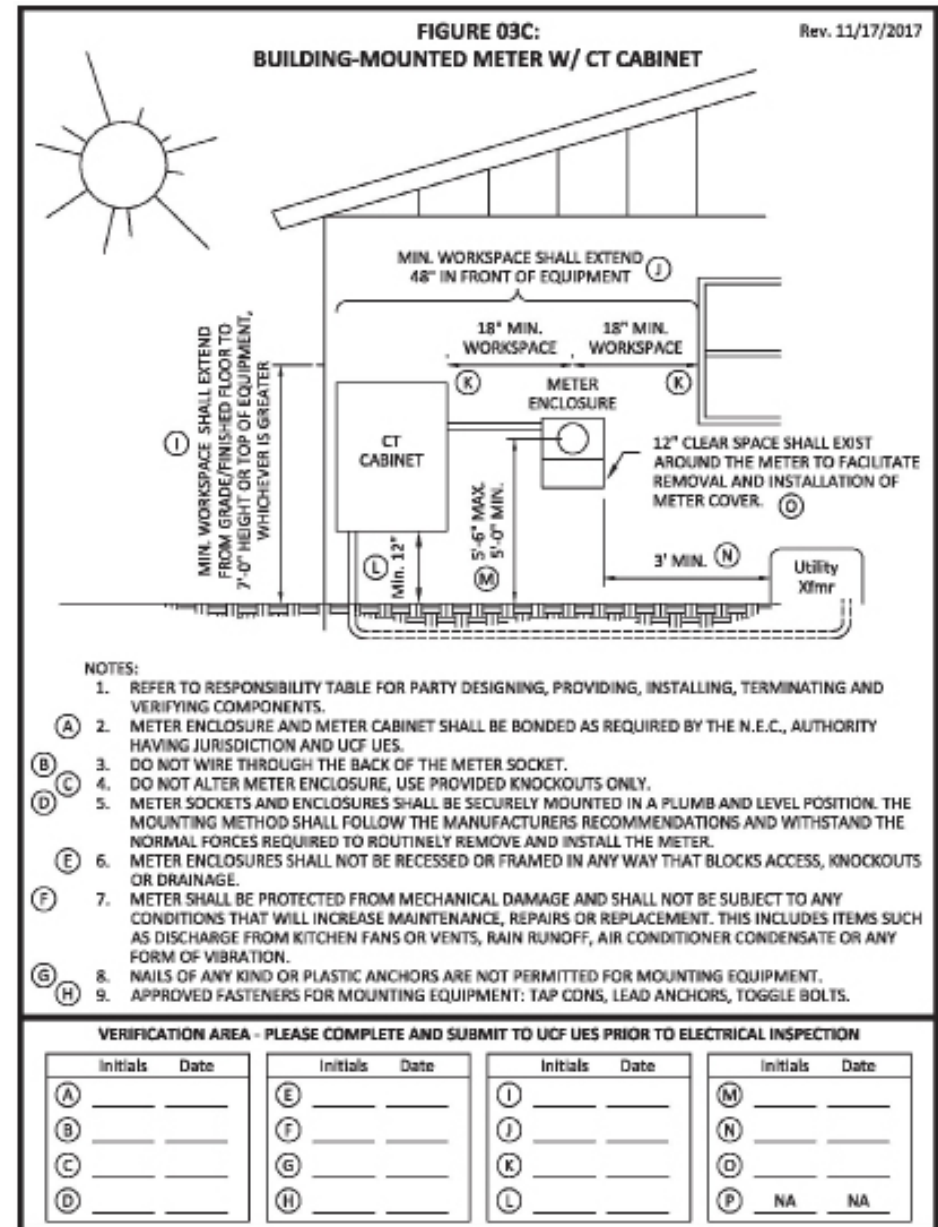 FIGURE 03C:
Rev. 11/17/2017
BUILDING-MOUNTED METER W/ CT CABINET
MIN. WORKSPACE SHALL EXTEND
48" IN FRONT OF EQUIPMENT
J
18" MIN.
WORKSPACE
18" MIN.
WORKSPACE
K
K
I
MIN. WORKSPACE SHALL EXTEND
FROM GRADE/FINISHED FLOOR TO
7'-0" HEIGHT OR TOP OF EQUIPMENT,
WHICHEVER IS GREATER
METER
ENCLOSURE
CT
CABINET
12" CLEAR SPACE SHALL EXIST
AROUND THE METER TO FACILITATE
REMOVAL AND INSTALLATION OF
METER COVER. O
L
Min. 12"
5'-6" MAX.
5'-0" MIN.
M
3' MIN. N
Utility
Xfmr
NOTES:
1. REFER TO RESPONSIBILITY TABLE FOR PARTY DESIGNING, PROVIDING, INSTALLING, TERMINATING AND
VERIFYING COMPONENTS.
A 2. METER ENCLOSURE AND METER CABINET SHALL BE BONDED AS REQUIRED BY THE N.E.C., AUTHORITY
HAVING JURISDICTION AND UCF UES.
B 3. DO NOT WIRE THROUGH THE BACK OF THE METER SOCKET.
C 4. DO NOT ALTER METER ENCLOSURE, USE PROVIDED KNOCKOUTS ONLY.
D 5. METER SOCKETS AND ENCLOSURES SHALL BE SECURELY MOUNTED IN A PLUMB AND LEVEL POSITION. THE
MOUNTING METHOD SHALL FOLLOW THE MANUFACTURERS RECOMMENDATIONS AND WITHSTAND THE
NORMAL FORCES REQUIRED TO ROUTINELY REMOVE AND INSTALL THE METER.
E 6. METER ENCLOSURES SHALL NOT BE RECESSED OR FRAMED IN ANY WAY THAT BLOCKS ACCESS, KNOCKOUTS
OR DRAINAGE.
F 7. METER SHALL BE PROTECTED FROM MECHANICAL DAMAGE AND SHALL NOT BE SUBJECT TO ANY
CONDITIONS THAT WILL INCREASE MAINTENANCE, REPAIRS OR REPLACEMENT. THIS INCLUDES ITEMS SUCH
AS DISCHARGE FROM KITCHEN FANS OR VENTS, RAIN RUNOFF, AIR CONDITIONER CONDENSATE OR ANY
FORM OF VIBRATION.
G 8. NAILS OF ANY KIND OR PLASTIC ANCHORS ARE NOT PERMITTED FOR MOUNTING EQUIPMENT.
H 9. APPROVED FASTENERS FOR MOUNTING EQUIPMENT: TAP CONS, LEAD ANCHORS, TOGGLE BOLTS.
VERIFICATION AREA - PLEASE COMPLETE AND SUBMIT TO UCF UES PRIOR TO ELECTRICAL INSPECTION
Initials Date
A
B
C
D
Initials Date
E
F
G
H
Initials Date
I
J
K
L
Initials Date
M
N
O
P NA NA